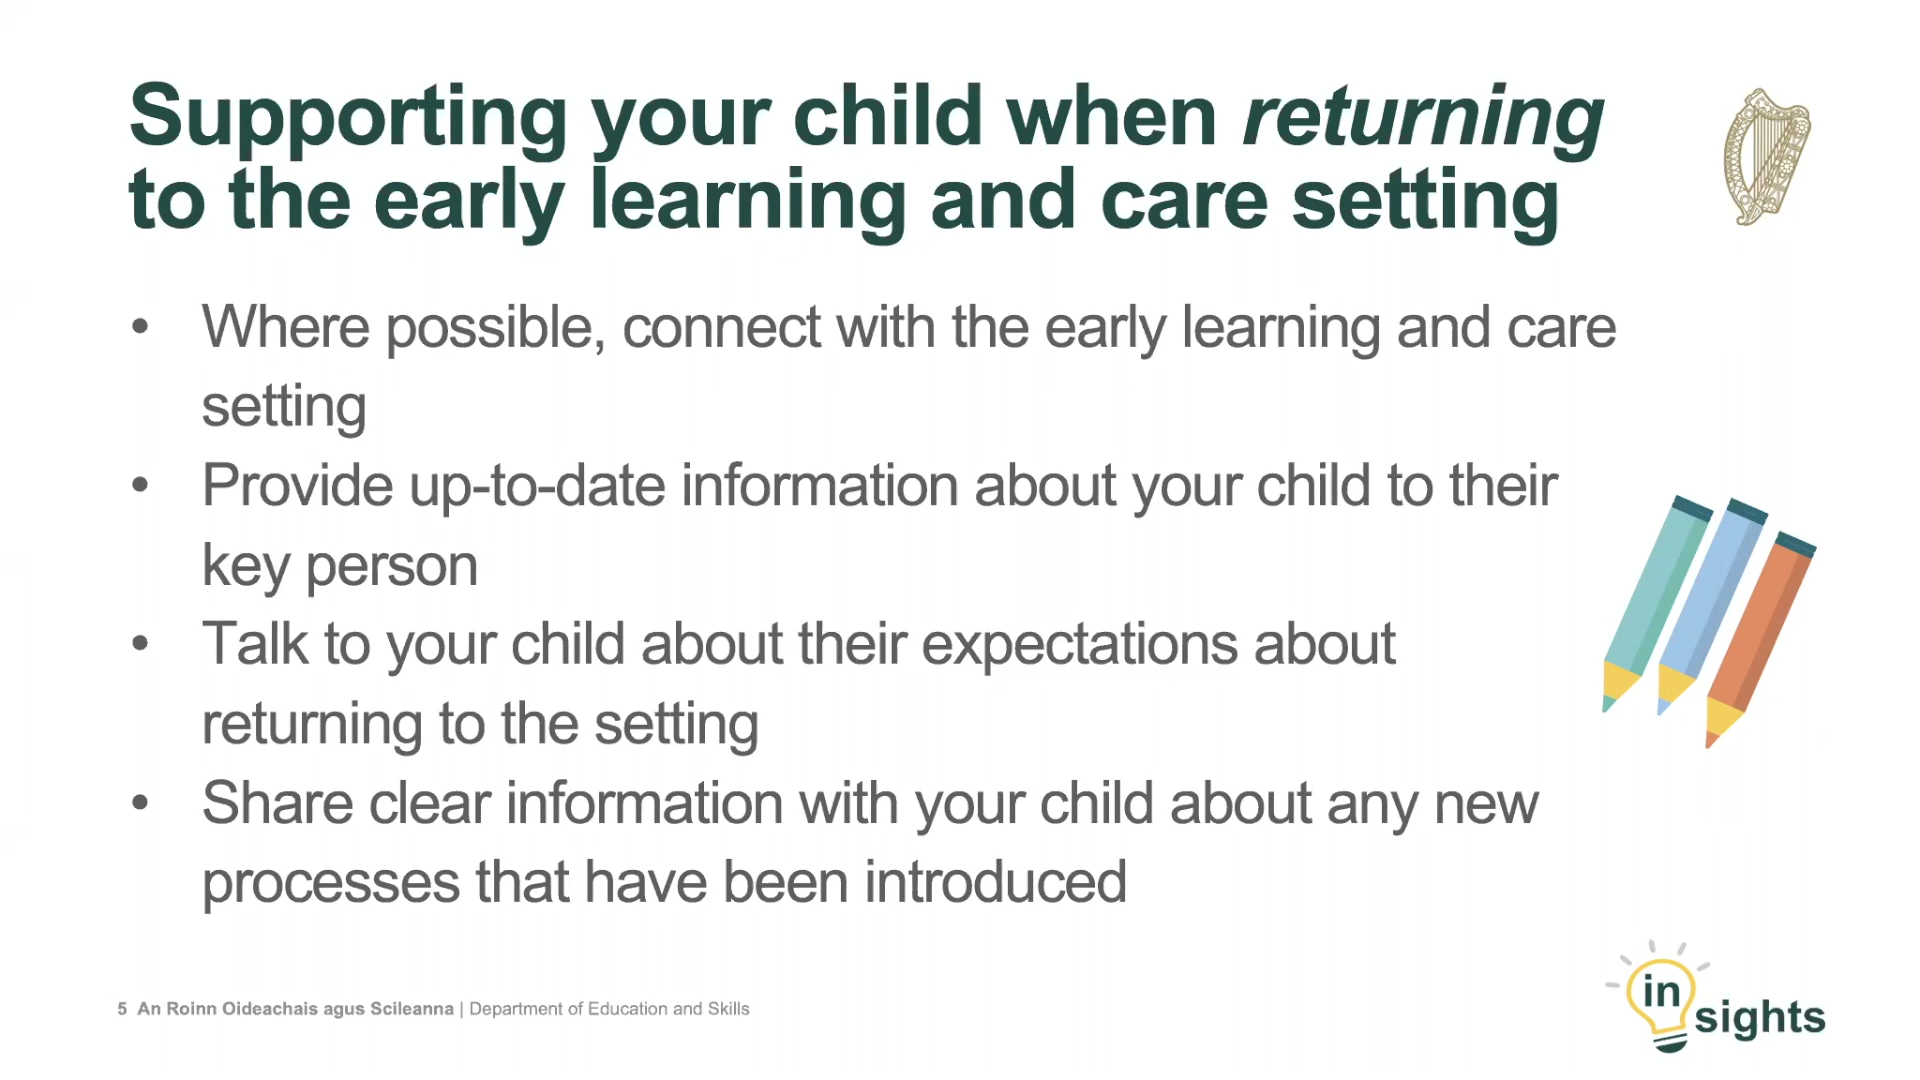 Supporting your child when returning
to the early learning and care setting
• Where possible, connect with the early learning and care
setting
• Provide up-to-date information about your child to their
key person
• Talk to your child about their expectations about
returning to the setting
• Share clear information with your child about any new
processes that have been introduced
5 An Roinn Oideachais agus Scileanna | Department of Education and Skills
insights